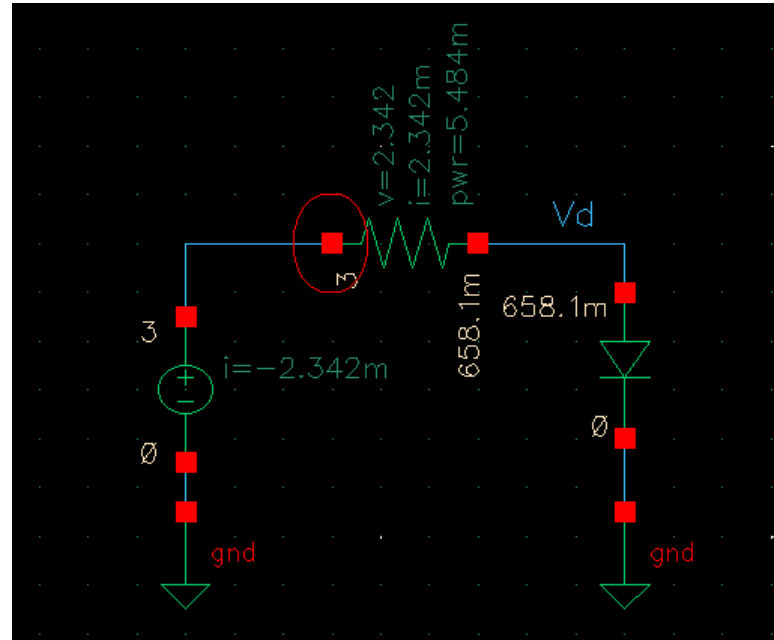 v=2.342
i=2.342m
pwr=5.484m
Vd
3
658.1m
658.1m
3
i=-2.342m
0
0
gnd
gnd